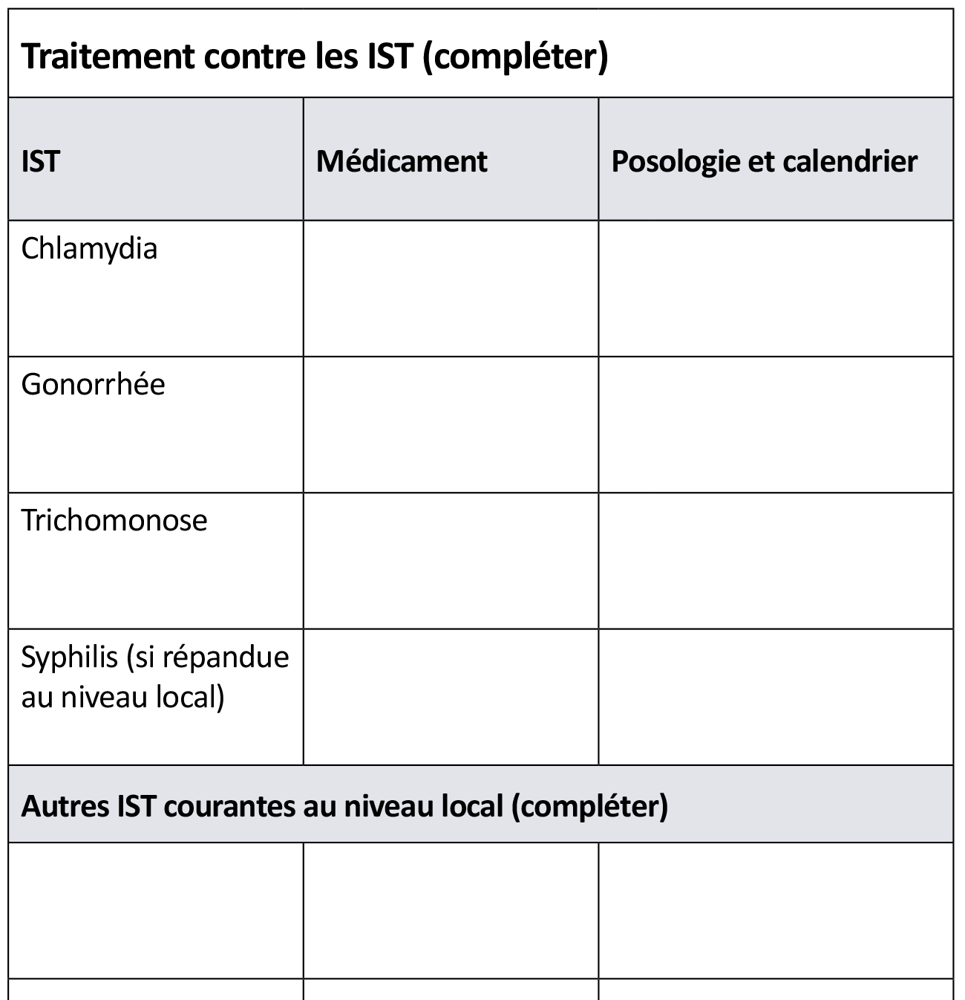 Traitement contre les IST (compléter)
IST
Médicament
Posologie et calendrier
Chlamydia
Gonorrhée
Trichomonose
Syphilis (si répandue
au niveau local)
Autres IST courantes au niveau local (compléter)